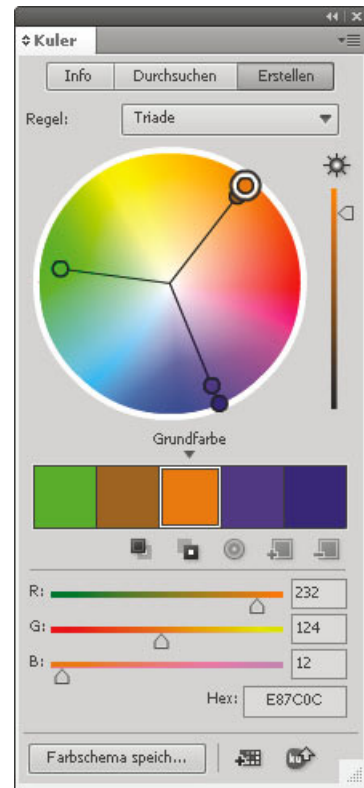 Kuler
Info Durchsuchen Erstellen
Regel: Triade
Grundfarbe
R: 232
G: 124
B: 12
Hex: E87C0C
Farbschema speich...